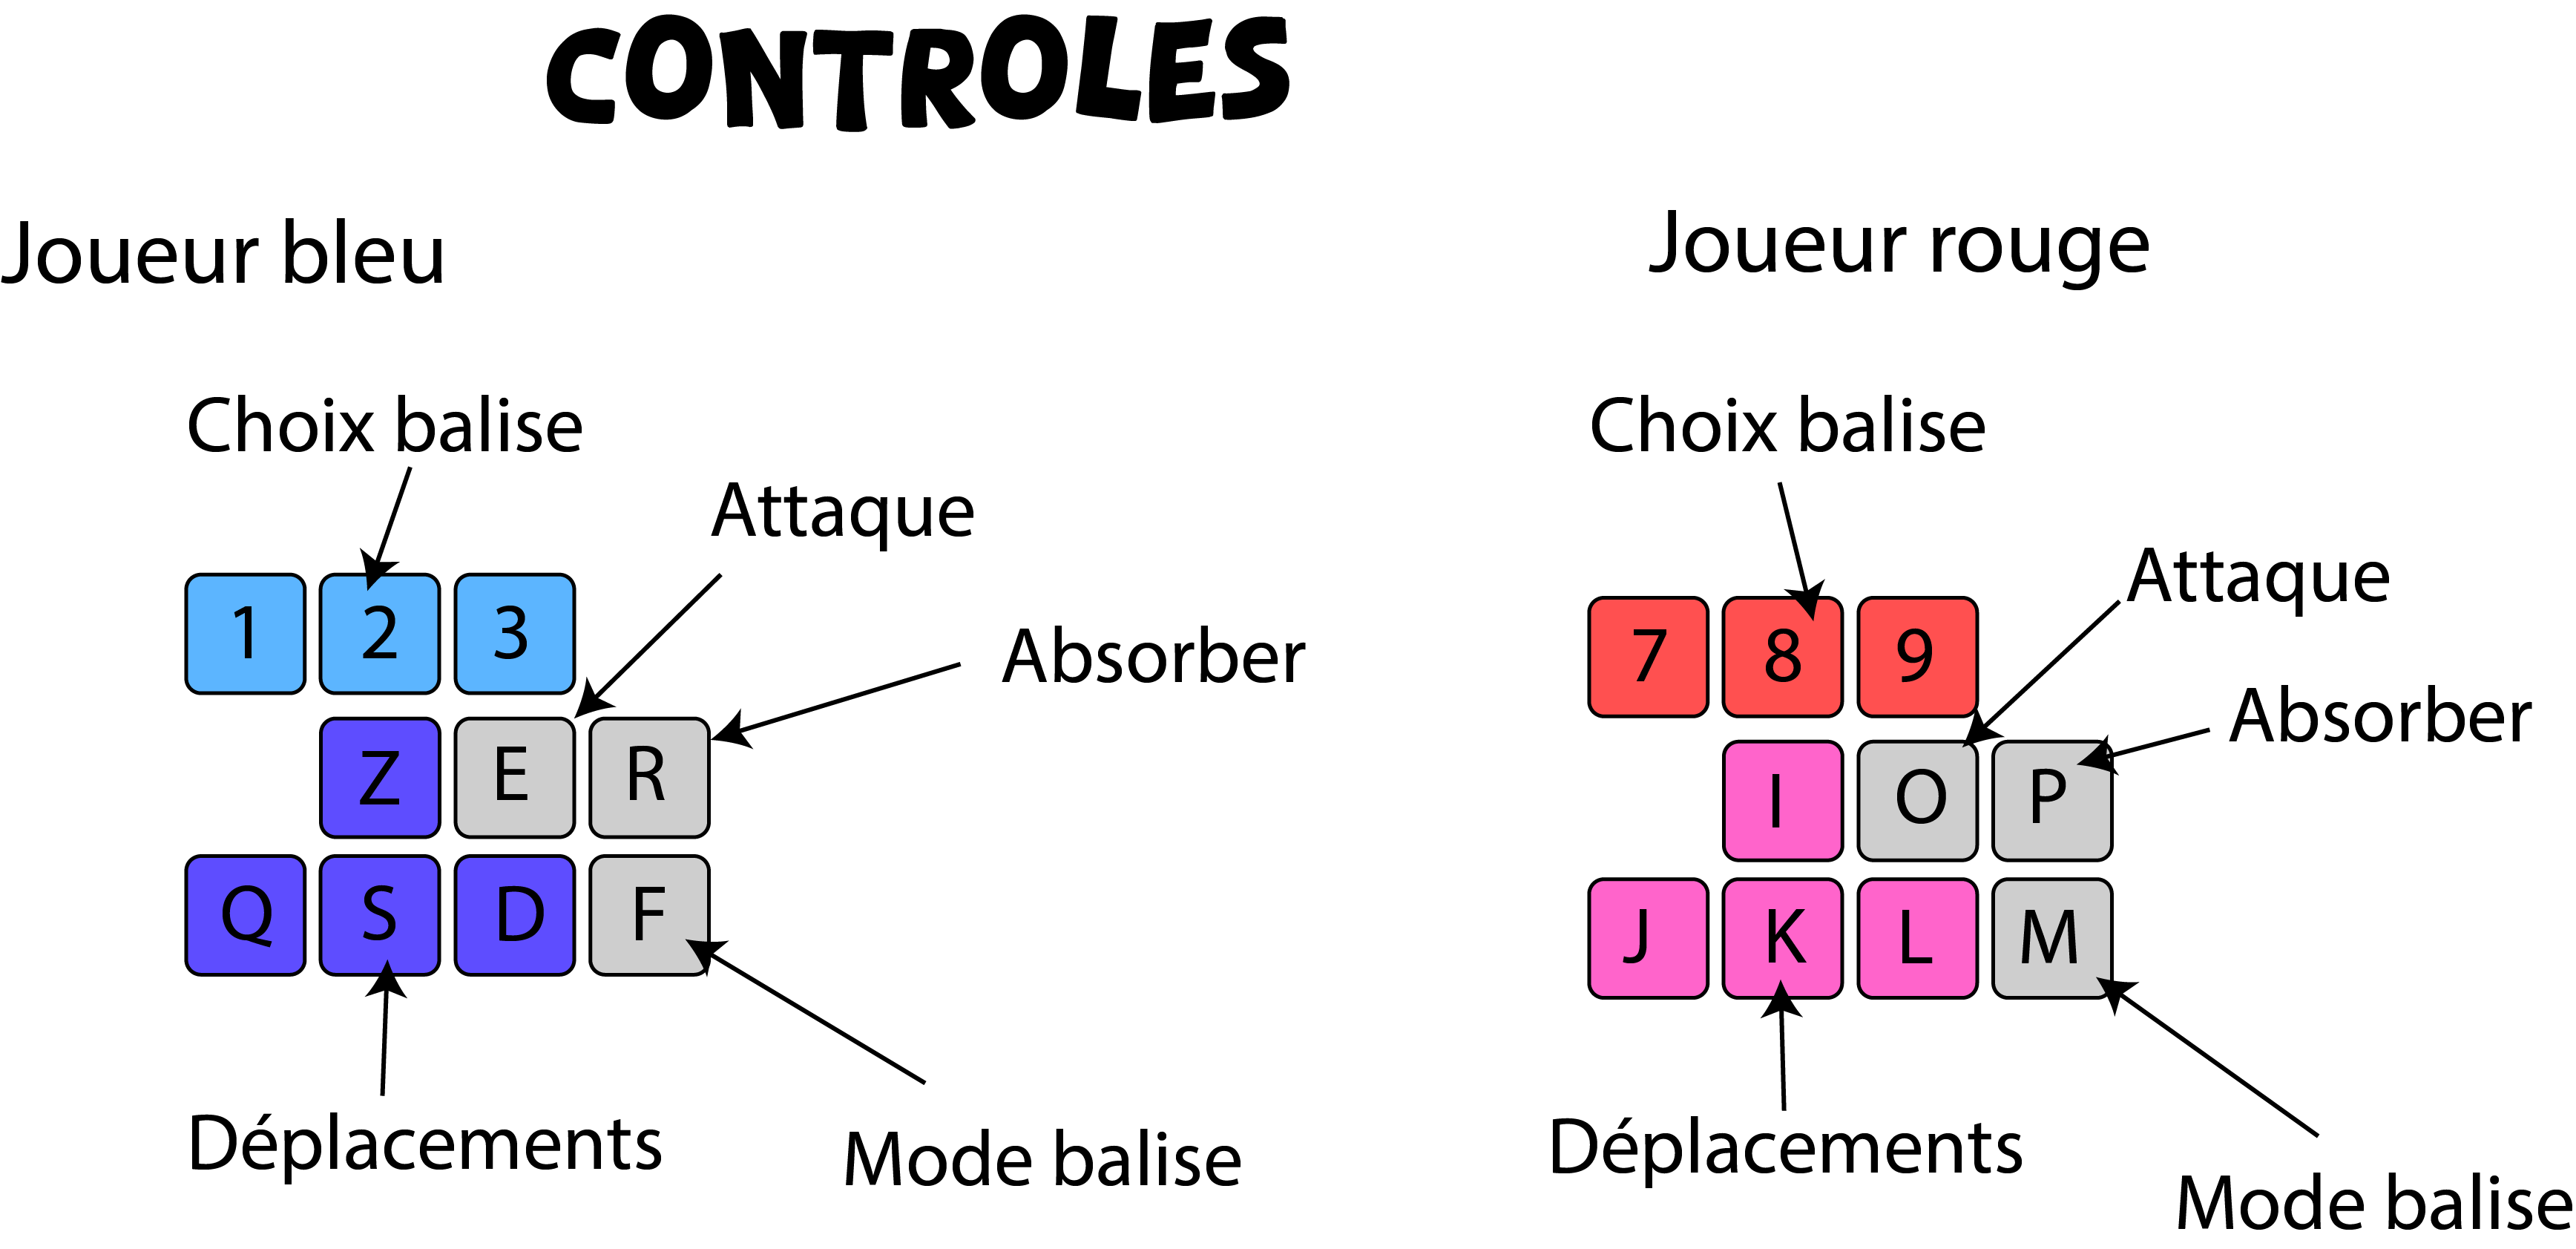 CONTROLES
Joueur bleu
Choix balise
Attaque
Absorber
1 2 3
Z E R
Q S D F
Déplacements
Mode balise
Joueur rouge
Choix balise
Attaque
Absorber
7 8 9
I O P
J K L M
Déplacements
Mode balise